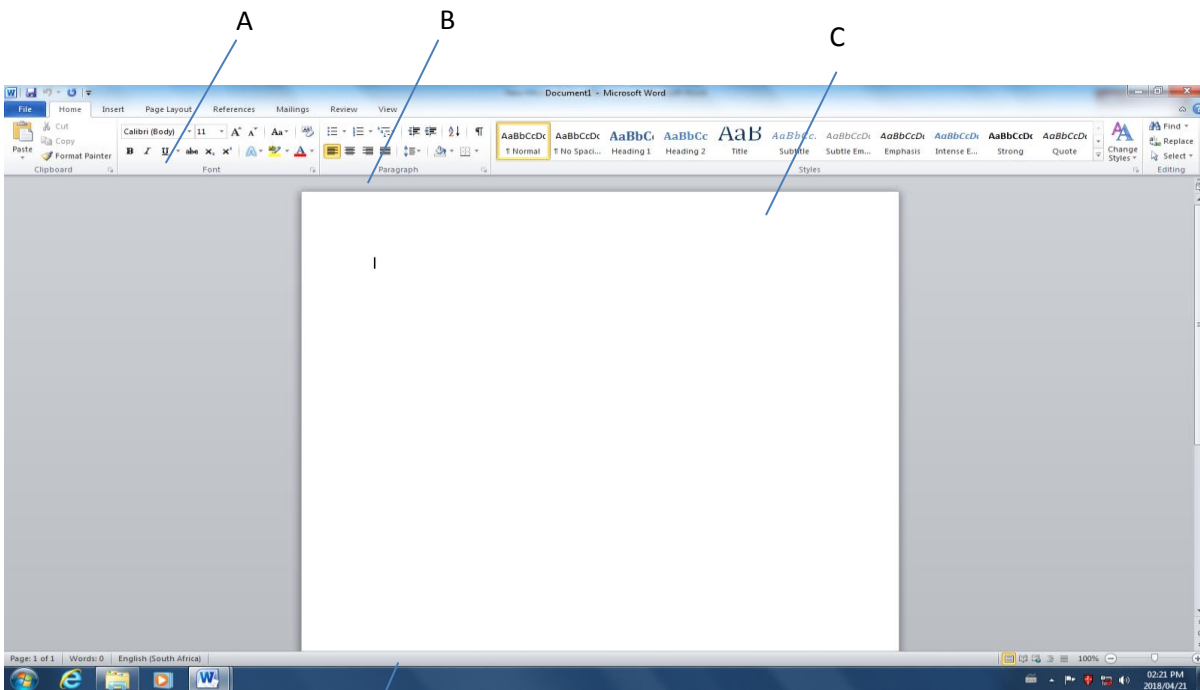 A
B
C
Document1 - Microsoft Word
File Home Insert Page Layout References Mailings Review View
Cut
Copy
Paste
Format Painter
Clipboard
Calibri (Body) 11 A A Aa
B I U abc x, x' A A
Font
Paragraph
AaBbCcDc AaBbCcDc AaBbC AaBbCc AaB AaBbCc. AaBbCcDc AaBbCcDc AaBbCcDc AaBbCcDc AaBbCcDc
¶ Normal ¶ No Spaci... Heading 1 Heading 2 Title Subtitle Subtle Em... Emphasis Intense E... Strong Quote
Styles
Change
Styles
Find
Replace
Select
Editing
Page: 1 of 1 Words: 0 English (South Africa) 100%
02:21 PM
2018/04/21